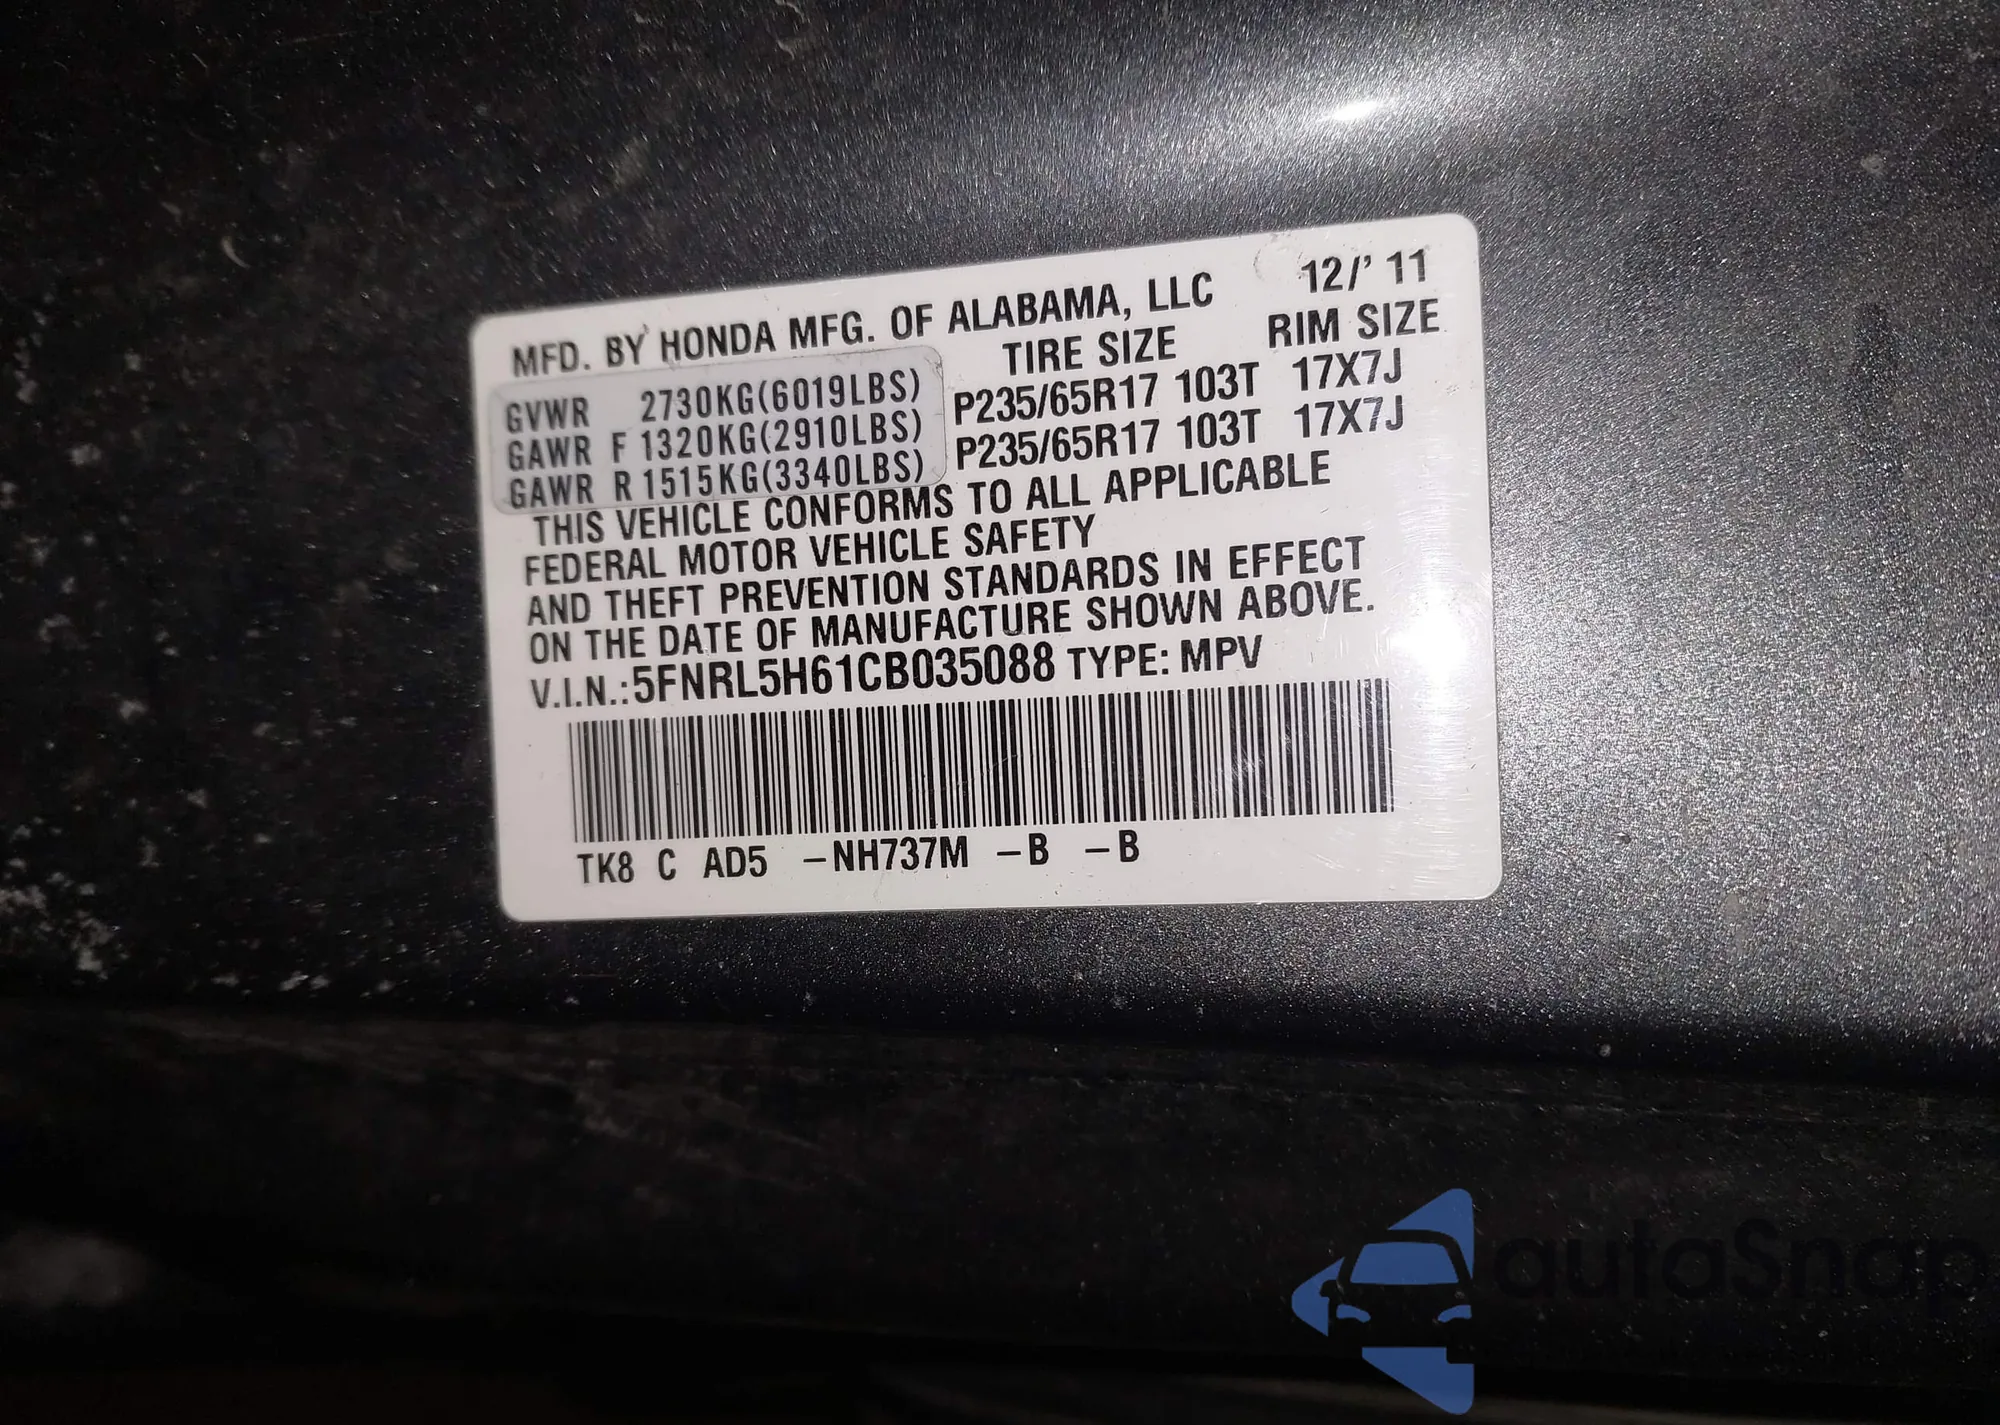 MFD. BY HONDA MFG. OF ALABAMA, LLC 12/' 11
TIRE SIZE RIM SIZE
GVWR 2730KG(6019LBS) P235/65R17 103T 17X7J
GAWR F 1320KG(2910LBS) P235/65R17 103T 17X7J
GAWR R 1515KG(3340LBS)
THIS VEHICLE CONFORMS TO ALL APPLICABLE
FEDERAL MOTOR VEHICLE SAFETY
AND THEFT PREVENTION STANDARDS IN EFFECT
ON THE DATE OF MANUFACTURE SHOWN ABOVE.
V.I.N.:5FNRL5H61CB035088 TYPE: MPV
TK8 C AD5 -NH737M -B -B
autaSnap